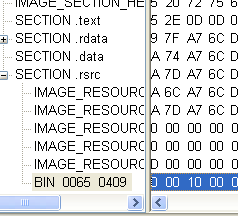 IMAGE_SECTION_HE 5 20 72 75 6
SECTION .text 5 2E 0D 0D 0
SECTION .rdata 9 7F A7 6C D
SECTION .data A 74 A7 6C D
SECTION .rsrc A 7D A7 6C D
IMAGE_RESOURC A 6C A7 6C D
IMAGE_RESOURC A 7D A7 6C D
IMAGE_RESOURC 0 00 00 00 0
IMAGE_RESOURC 0 00 00 00 0
IMAGE_RESOURC 0 00 00 00 0
BIN 0065 0409 0 00 10 00 0